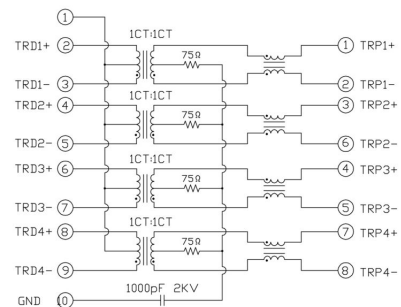 1
TRD1+ 2 1CT:1CT 75Ω 1 TRP1+
TRD1- 3 2 TRP1-
TRD2+ 4 1CT:1CT 75Ω 3 TRP2+
TRD2- 5 6 TRP2-
TRD3+ 6 1CT:1CT 75Ω 4 TRP3+
TRD3- 7 5 TRP3-
TRD4+ 8 1CT:1CT 75Ω 7 TRP4+
TRD4- 9 8 TRP4-
GND 10 1000pF 2KV